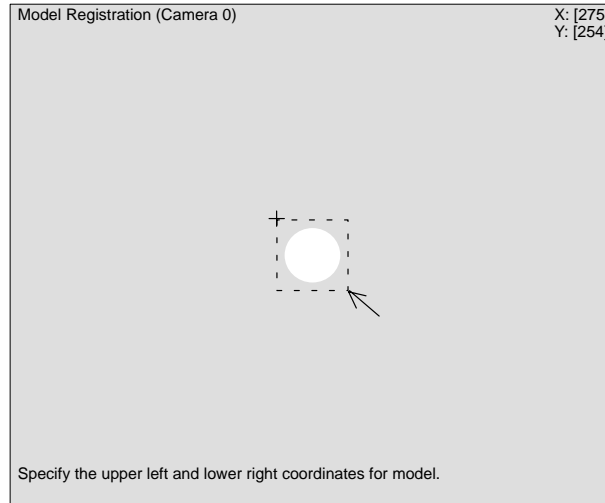 Model Registration (Camera 0)
X: [275]
Y: [254]
Specify the upper left and lower right coordinates for model.